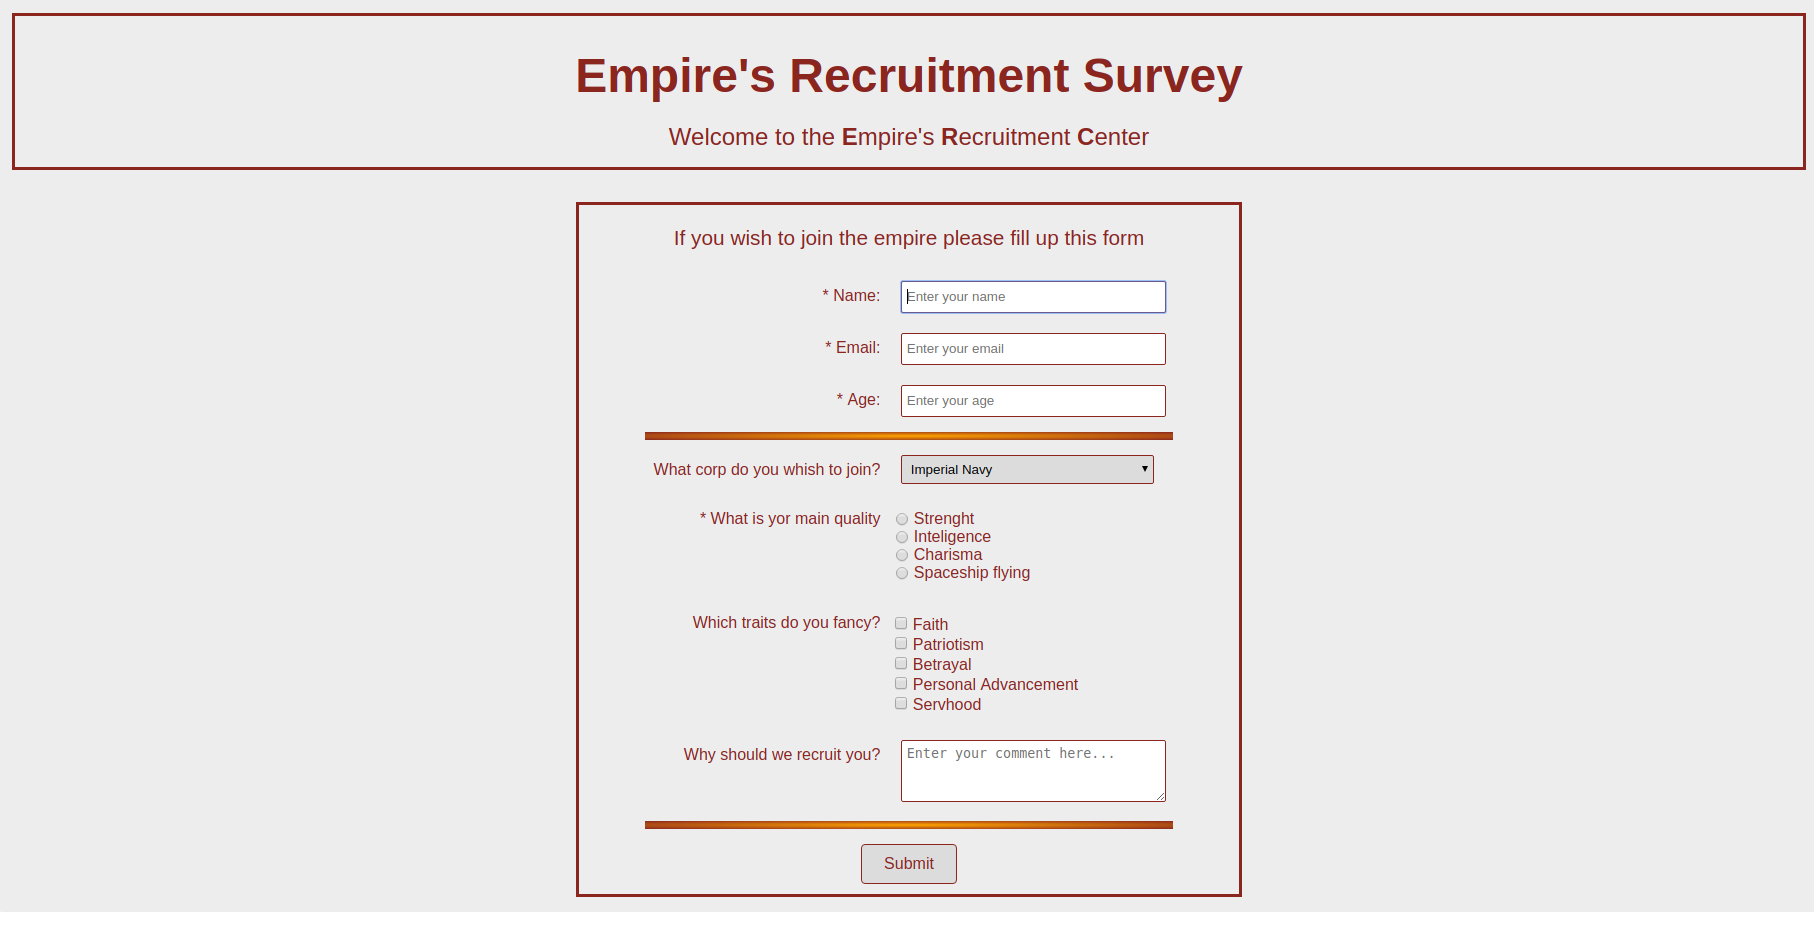 Empire's Recruitment Survey
Welcome to the Empire's Recruitment Center
If you wish to join the empire please fill up this form
* Name: Enter your name
* Email: Enter your email
* Age: Enter your age
What corp do you whish to join? Imperial Navy
* What is yor main quality Strenght
Inteligence
Charisma
Spaceship flying
Which traits do you fancy? Faith
Patriotism
Betrayal
Personal Advancement
Servhood
Why should we recruit you? Enter your comment here...
Submit